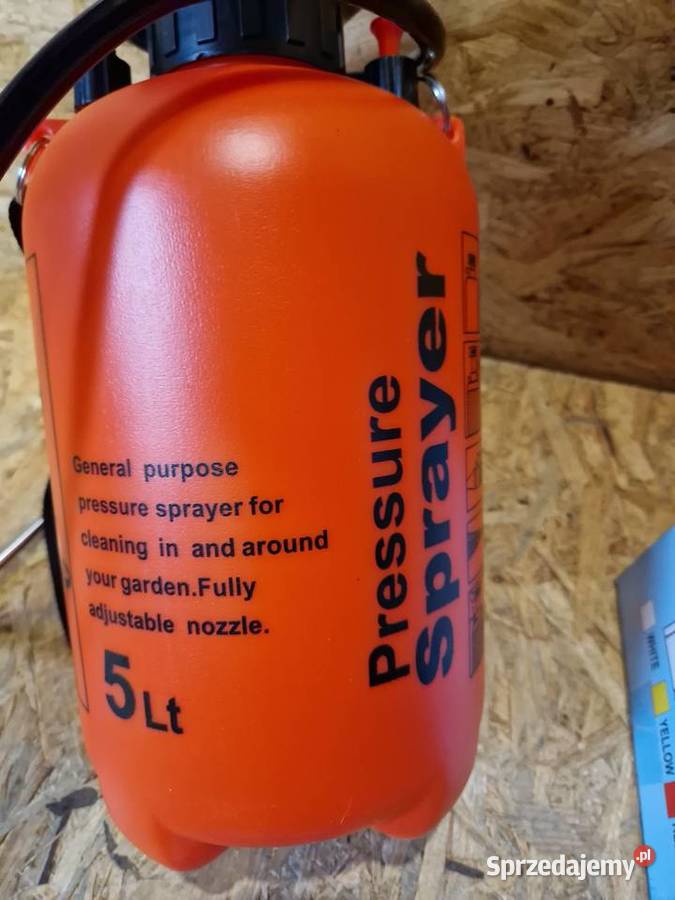 General purpose
pressure sprayer for
cleaning in and around
your garden.Fully
adjustable nozzle.
5Lt
Pressure
Sprayer
WHITE
YELLOW
Sprzedajemy.pl